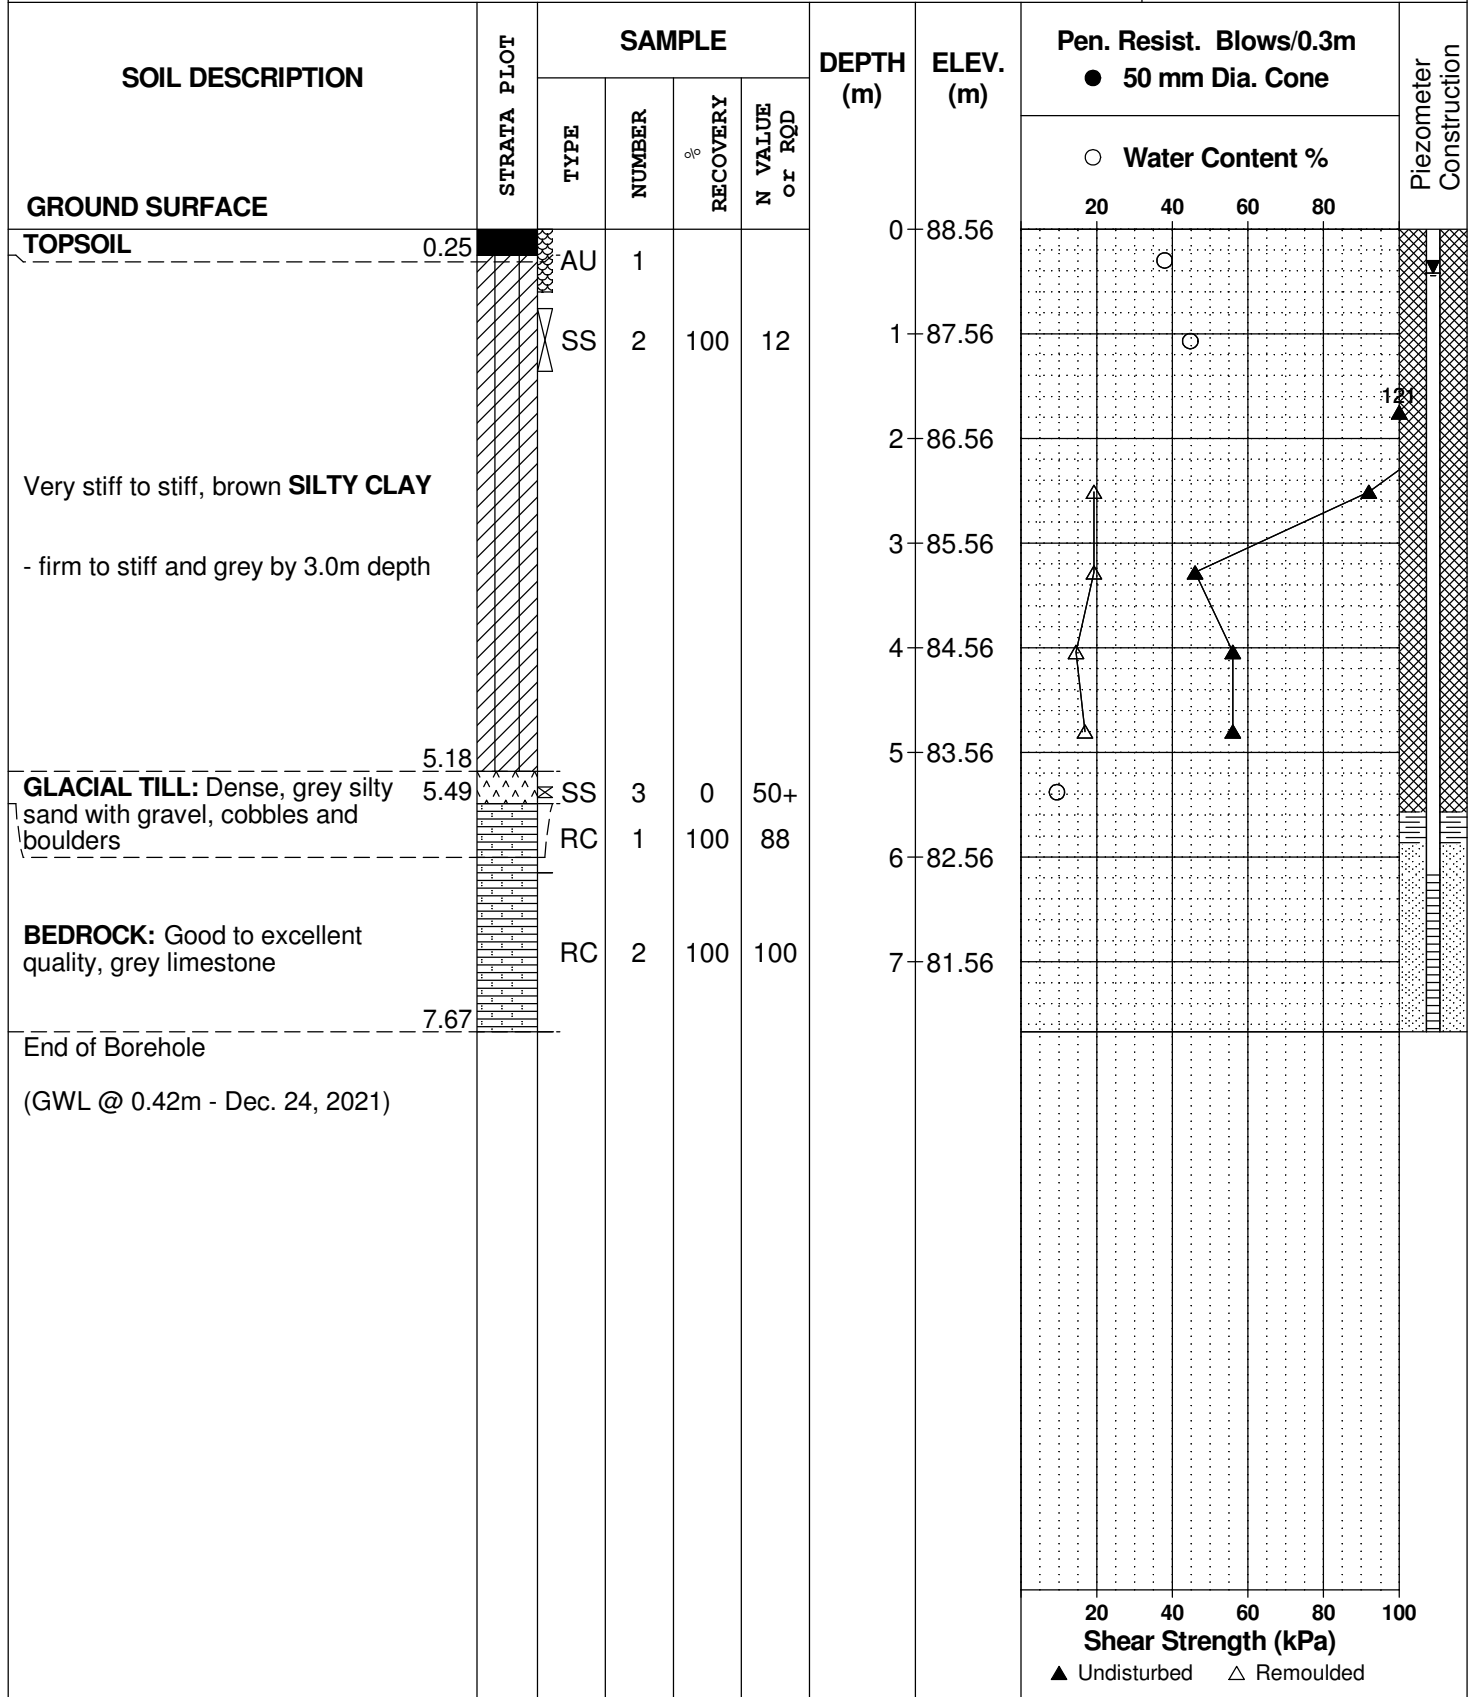 SOIL DESCRIPTION
GROUND SURFACE
STRATA PLOT
SAMPLE
TYPE
NUMBER
% RECOVERY
N VALUE or RQD
DEPTH (m)
ELEV. (m)
Pen. Resist. Blows/0.3m
● 50 mm Dia. Cone
○ Water Content %
20 40 60 80
Piezometer Construction
TOPSOIL 0.25
AU 1
0 88.56
SS 2 100 12
1 87.56
121
2 86.56
Very stiff to stiff, brown SILTY CLAY
- firm to stiff and grey by 3.0m depth
3 85.56
4 84.56
5.18
5 83.56
GLACIAL TILL: Dense, grey silty 5.49
sand with gravel, cobbles and
boulders
SS 3 0 50+
RC 1 100 88
6 82.56
BEDROCK: Good to excellent
quality, grey limestone
RC 2 100 100
7 81.56
7.67
End of Borehole
(GWL @ 0.42m - Dec. 24, 2021)
20 40 60 80 100
Shear Strength (kPa)
▲ Undisturbed △ Remoulded